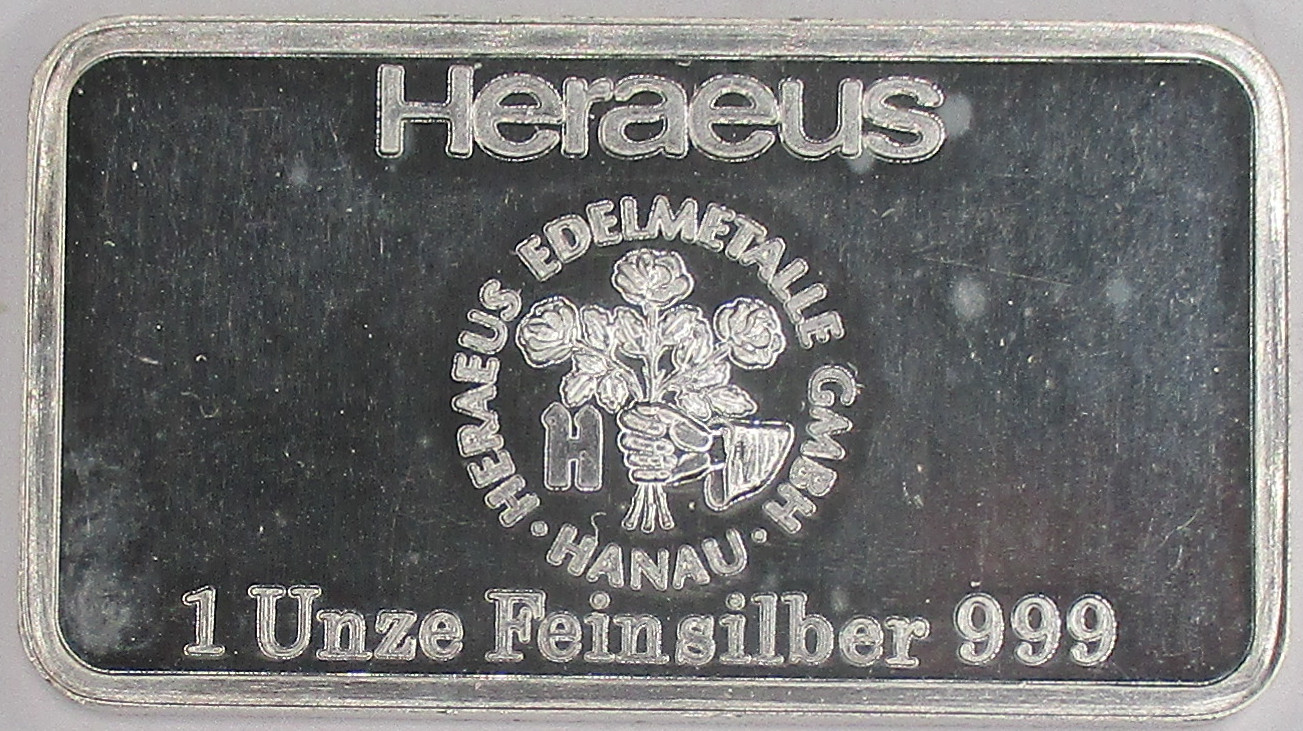 Heraeus
HERAEUS EDELMETALLE GMBH
· HANAU ·
H
1 Unze Feinsilber 999